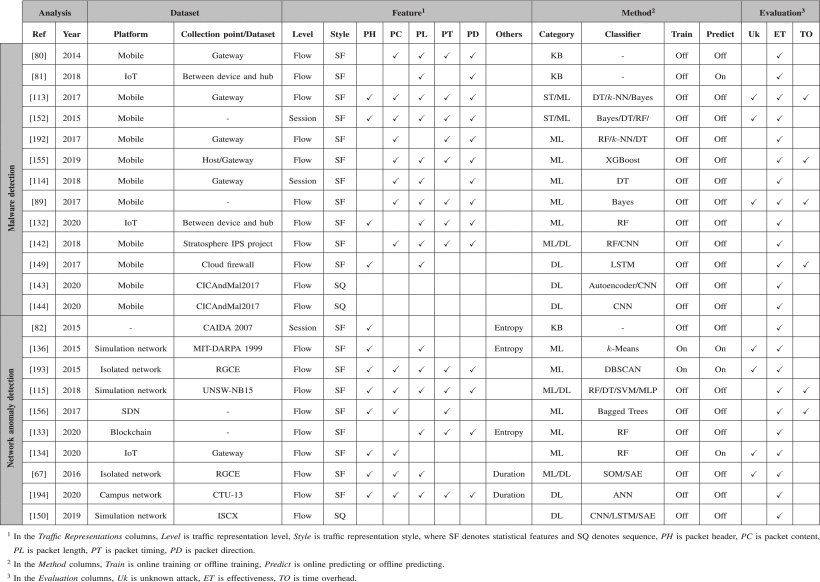 Analysis Dataset Feature1 Method2 Evaluation3
Ref Year Platform Collection point/Dataset Level Style PH PC PL PT PD Others Category Classifier Train Predict Uk ET TO
Malware detection
[80] 2014 Mobile Gateway Flow SF ✓ ✓ ✓ ✓ KB - Off Off ✓
[81] 2018 IoT Between device and hub Flow SF ✓ ✓ KB - Off On ✓
[113] 2017 Mobile Gateway Flow SF ✓ ✓ ✓ ✓ ✓ ST/ML DT/k-NN/Bayes Off Off ✓ ✓ ✓
[152] 2015 Mobile - Session SF ✓ ✓ ✓ ✓ ✓ ST/ML Bayes/DT/RF/ Off Off ✓ ✓
[192] 2017 Mobile Gateway Flow SF ✓ ✓ ✓ ML RF/k-NN/DT Off Off ✓
[155] 2019 Mobile Host/Gateway Flow SF ✓ ✓ ✓ ✓ ML XGBoost Off Off ✓ ✓
[114] 2018 Mobile Gateway Session SF ✓ ✓ ✓ ML DT Off Off ✓
[89] 2017 Mobile - Flow SF ✓ ✓ ✓ ✓ ML Bayes Off Off ✓ ✓ ✓
[132] 2020 IoT Between device and hub Flow SF ✓ ✓ ✓ ✓ ML RF Off Off ✓
[142] 2018 Mobile Stratosphere IPS project Flow SF ✓ ✓ ✓ ✓ ML/DL RF/CNN Off Off ✓
[149] 2017 Mobile Cloud firewall Flow SF ✓ ✓ DL LSTM Off Off ✓ ✓
[143] 2020 Mobile CICAndMal2017 Flow SQ DL Autoencoder/CNN Off Off ✓
[144] 2020 Mobile CICAndMal2017 Flow SQ DL CNN Off Off ✓
Network anomaly detection
[82] 2015 - CAIDA 2007 Session SF ✓ Entropy KB - Off Off ✓
[136] 2015 Simulation network MIT-DARPA 1999 Flow SF ✓ ✓ Entropy ML k-Means On On ✓ ✓
[193] 2015 Isolated network RGCE Flow SF ✓ ✓ ✓ ✓ ✓ ML DBSCAN Off On ✓ ✓
[115] 2018 Simulation network UNSW-NB15 Flow SF ✓ ✓ ✓ ✓ ✓ ML/DL RF/DT/SVM/MLP Off Off ✓ ✓
[156] 2017 SDN - Flow SF ✓ ✓ ✓ ML Bagged Trees Off Off ✓ ✓
[133] 2020 Blockchain - Flow SF ✓ ✓ ✓ Entropy ML RF Off Off ✓
[134] 2020 IoT Gateway Flow SF ✓ ✓ ML RF Off On ✓ ✓
[67] 2016 Isolated network RGCE Flow SF ✓ ✓ ✓ Duration ML/DL SOM/SAE Off Off ✓ ✓
[194] 2020 Campus network CTU-13 Flow SF ✓ ✓ ✓ ✓ ✓ Duration DL ANN Off Off ✓
[150] 2019 Simulation network ISCX Flow SQ DL CNN/LSTM/SAE Off Off ✓
1 In the Traffic Representations columns, Level is traffic representation level, Style is traffic representation style, where SF denotes statistical features and SQ denotes sequence, PH is packet header, PC is packet content,
PL is packet length, PT is packet timing, PD is packet direction.
2 In the Method columns, Train is online training or offline training, Predict is online predicting or offline predicting.
3 In the Evaluation columns, Uk is unknown attack, ET is effectiveness, TO is time overhead.